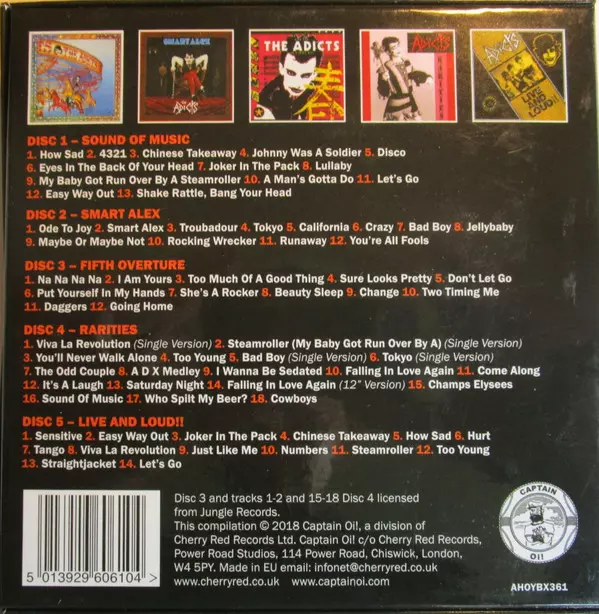 THE ADICTS
SMART ALEX
THE ADICTS
THE ADICTS
ADICTS
RARITIES
ADICTS
LIVE AND LOUD!!
DISC 1 – SOUND OF MUSIC
1. How Sad 2. 4321 3. Chinese Takeaway 4. Johnny Was A Soldier 5. Disco
6. Eyes In The Back Of Your Head 7. Joker In The Pack 8. Lullaby
9. My Baby Got Run Over By A Steamroller 10. A Man's Gotta Do 11. Let's Go
12. Easy Way Out 13. Shake Rattle, Bang Your Head
DISC 2 – SMART ALEX
1. Ode To Joy 2. Smart Alex 3. Troubadour 4. Tokyo 5. California 6. Crazy 7. Bad Boy 8. Jellybaby
9. Maybe Or Maybe Not 10. Rocking Wrecker 11. Runaway 12. You're All Fools
DISC 3 – FIFTH OVERTURE
1. Na Na Na Na 2. I Am Yours 3. Too Much Of A Good Thing 4. Sure Looks Pretty 5. Don't Let Go
6. Put Yourself In My Hands 7. She's A Rocker 8. Beauty Sleep 9. Change 10. Two Timing Me
11. Daggers 12. Going Home
DISC 4 – RARITIES
1. Viva La Revolution (Single Version) 2. Steamroller (My Baby Got Run Over By A) (Single Version)
3. You'll Never Walk Alone 4. Too Young 5. Bad Boy (Single Version) 6. Tokyo (Single Version)
7. The Odd Couple 8. A D X Medley 9. I Wanna Be Sedated 10. Falling In Love Again 11. Come Along
12. It's A Laugh 13. Saturday Night 14. Falling In Love Again (12" Version) 15. Champs Elysees
16. Sound Of Music 17. Who Spilt My Beer? 18. Cowboys
DISC 5 – LIVE AND LOUD!!
1. Sensitive 2. Easy Way Out 3. Joker In The Pack 4. Chinese Takeaway 5. How Sad 6. Hurt
7. Tango 8. Viva La Revolution 9. Just Like Me 10. Numbers 11. Steamroller 12. Too Young
13. Straightjacket 14. Let's Go
Disc 3 and tracks 1-2 and 15-18 Disc 4 licensed
from Jungle Records.
This compilation © 2018 Captain Oi!, a division of
Cherry Red Records Ltd. Captain Oi! c/o Cherry Red Records,
Power Road Studios, 114 Power Road, Chiswick, London,
W4 5PY. Made in EU email: infonet@cherryred.co.uk
www.cherryred.co.uk www.captainoi.com
5 013929 606104
CAPTAIN
OI!
AHOYBX361